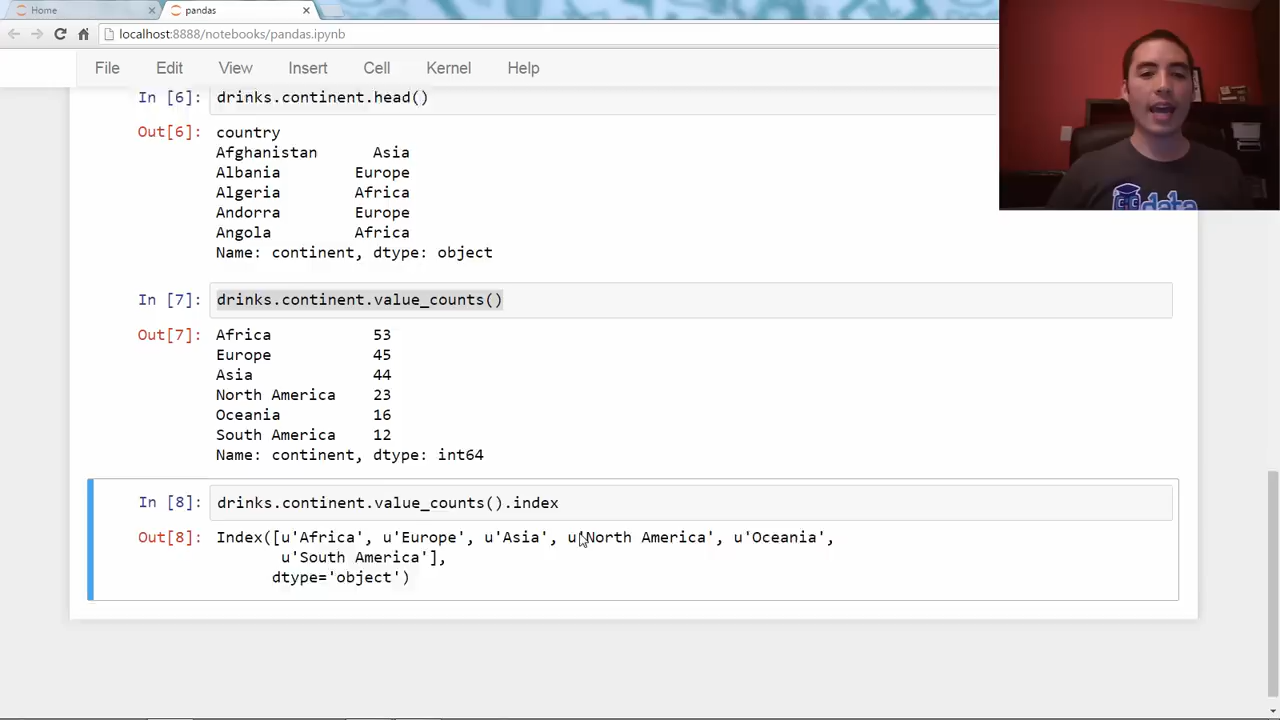 Home
pandas
localhost:8888/notebooks/pandas.ipynb
File Edit View Insert Cell Kernel Help
In [6]: drinks.continent.head()
Out[6]: country
Afghanistan Asia
Albania Europe
Algeria Africa
Andorra Europe
Angola Africa
Name: continent, dtype: object
In [7]: drinks.continent.value_counts()
Out[7]: Africa 53
Europe 45
Asia 44
North America 23
Oceania 16
South America 12
Name: continent, dtype: int64
In [8]: drinks.continent.value_counts().index
Out[8]: Index([u'Africa', u'Europe', u'Asia', u'North America', u'Oceania',
u'South America'],
dtype='object')
data